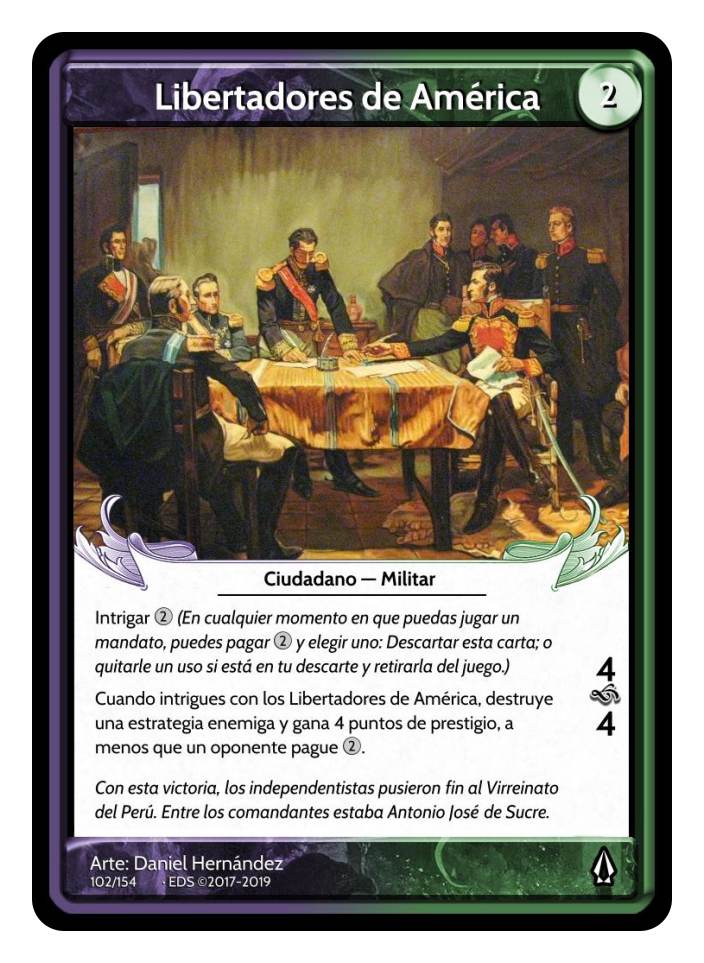 Libertadores de América
2
Ciudadano — Militar
Intrigar 2 (En cualquier momento en que puedas jugar un
mandato, puedes pagar 2 y elegir uno: Descartar esta carta; o
quitarle un uso si está en tu descarte y retirarla del juego.)
Cuando intrigues con los Libertadores de América, destruye
una estrategia enemiga y gana 4 puntos de prestigio, a
menos que un oponente pague 2.
4
4
Con esta victoria, los independentistas pusieron fin al Virreinato
del Perú. Entre los comandantes estaba Antonio José de Sucre.
Arte: Daniel Hernández
102/154 · EDS ©2017-2019